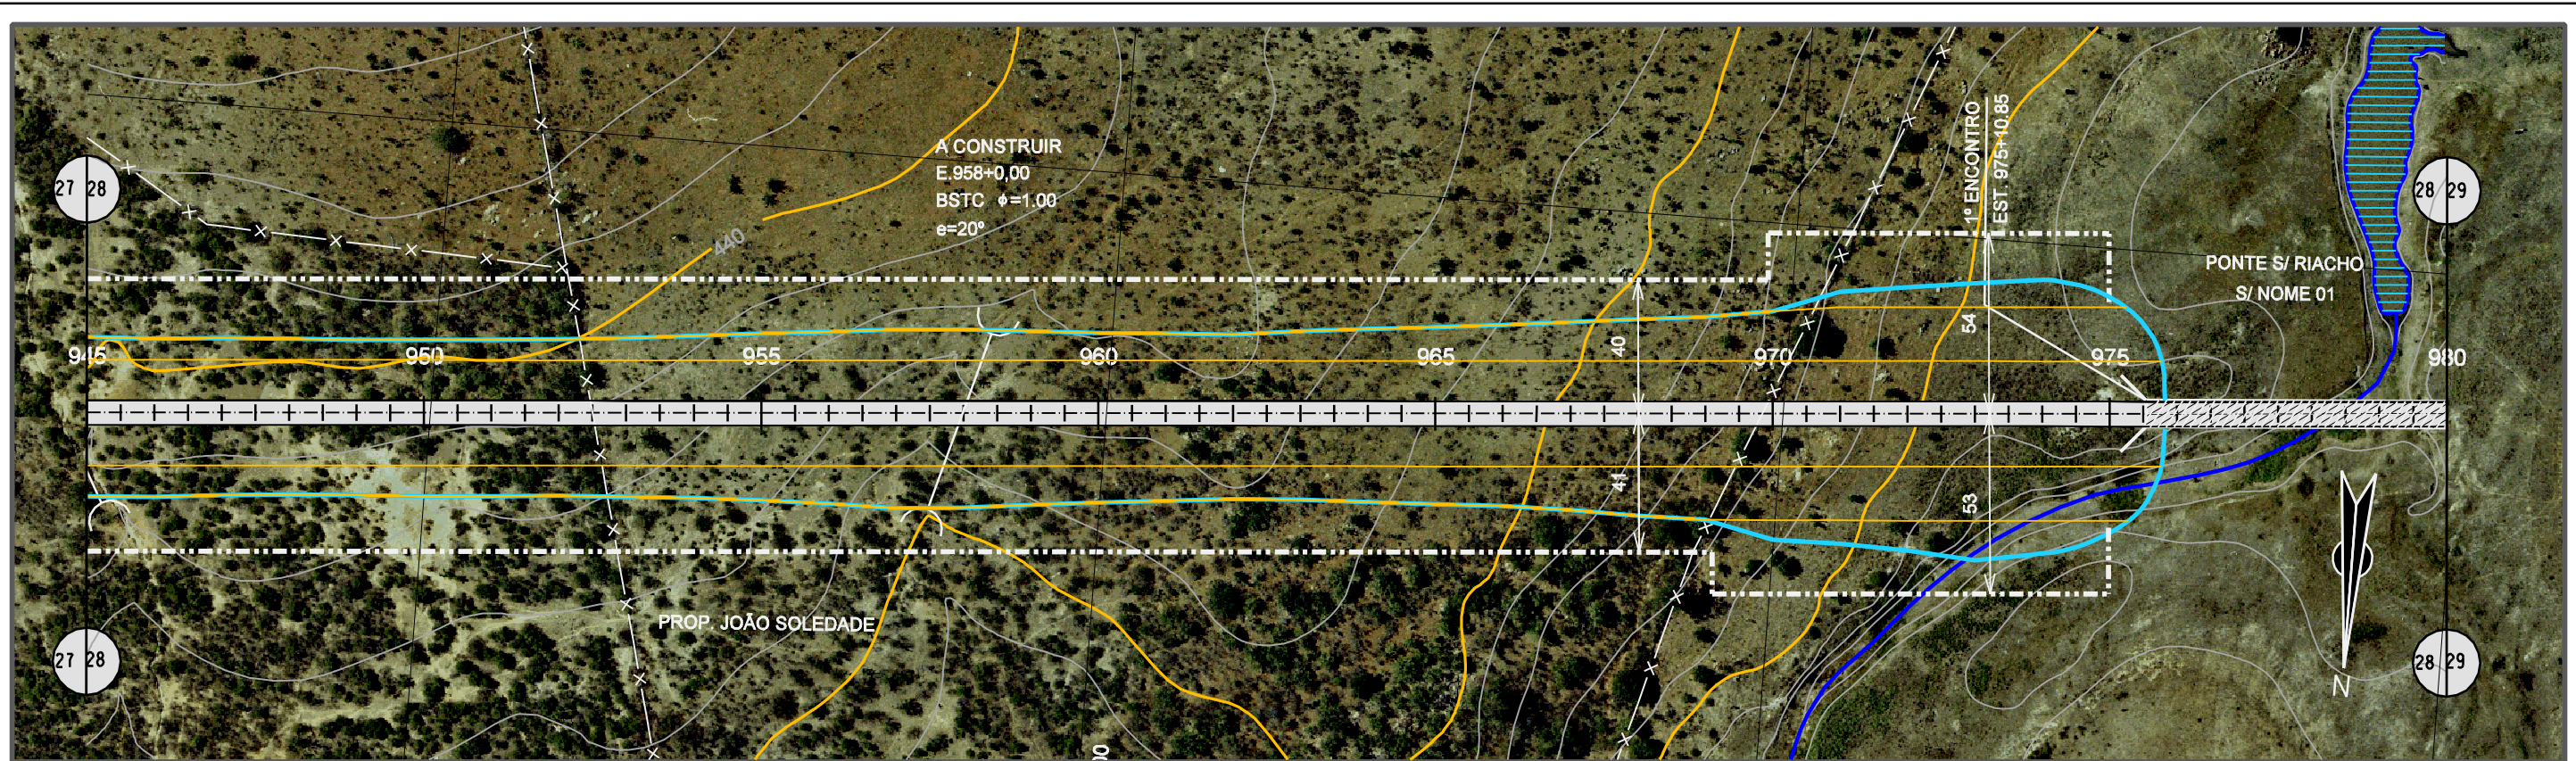 A CONSTRUIR
E.958+0,00
BSTC ϕ=1.00
e=20º
1º ENCONTRO
EST. 975+10.85
27 28
28 29
440
PONTE S/ RIACHO
S/ NOME 01
40
54
945 950 955 960 965 970 975 980
41
53
PROP. JOÃO SOLEDADE
27 28
28 29
N